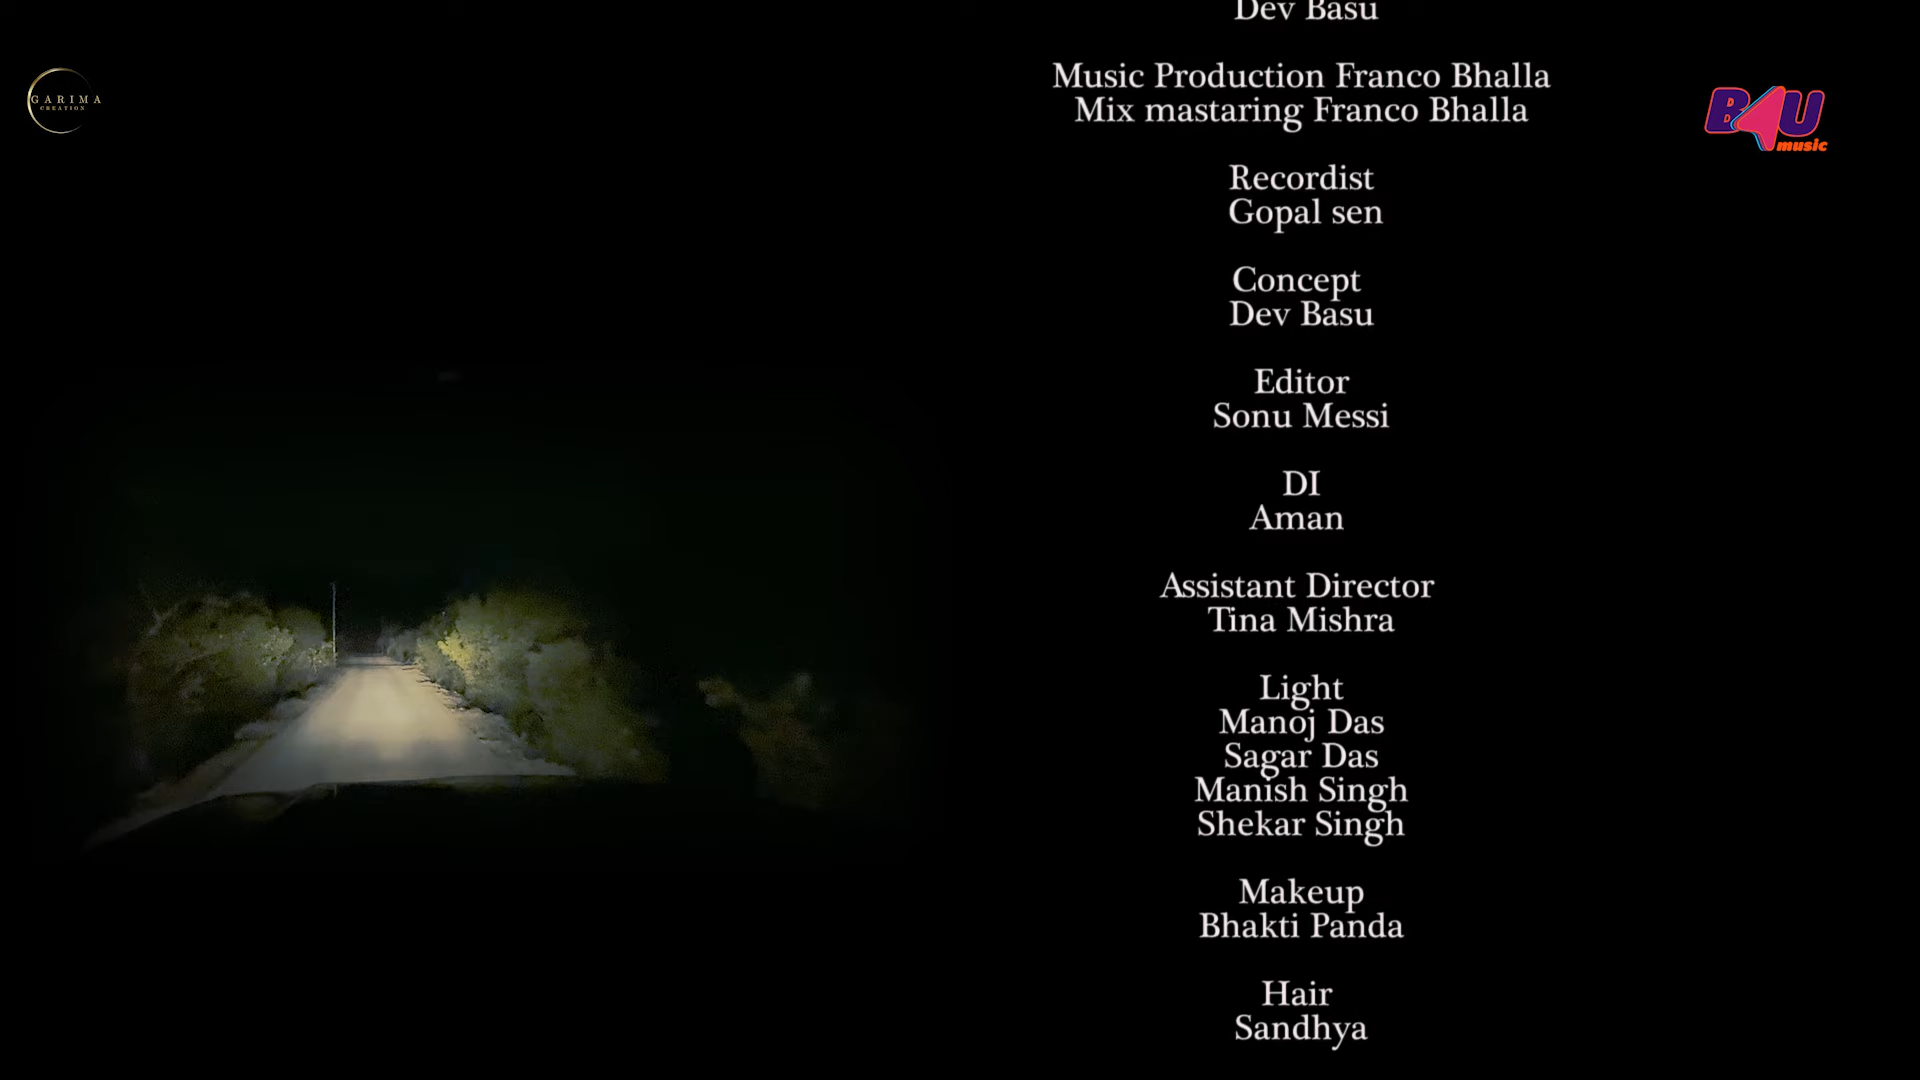 GARIMA
CREATION
B4U
music
Dev Basu
Music Production Franco Bhalla
Mix mastaring Franco Bhalla
Recordist
Gopal sen
Concept
Dev Basu
Editor
Sonu Messi
DI
Aman
Assistant Director
Tina Mishra
Light
Manoj Das
Sagar Das
Manish Singh
Shekar Singh
Makeup
Bhakti Panda
Hair
Sandhya